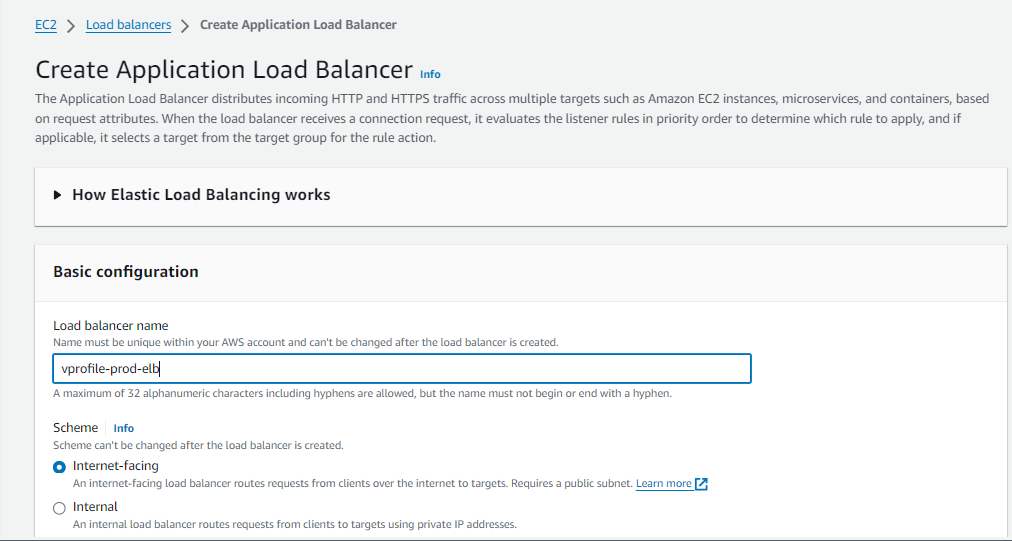 EC2 > Load balancers > Create Application Load Balancer
Create Application Load Balancer Info
The Application Load Balancer distributes incoming HTTP and HTTPS traffic across multiple targets such as Amazon EC2 instances, microservices, and containers, based
on request attributes. When the load balancer receives a connection request, it evaluates the listener rules in priority order to determine which rule to apply, and if
applicable, it selects a target from the target group for the rule action.
How Elastic Load Balancing works
Basic configuration
Load balancer name
Name must be unique within your AWS account and can't be changed after the load balancer is created.
vprofile-prod-elb
A maximum of 32 alphanumeric characters including hyphens are allowed, but the name must not begin or end with a hyphen.
Scheme Info
Scheme can't be changed after the load balancer is created.
Internet-facing
An internet-facing load balancer routes requests from clients over the internet to targets. Requires a public subnet. Learn more
Internal
An internal load balancer routes requests from clients to targets using private IP addresses.